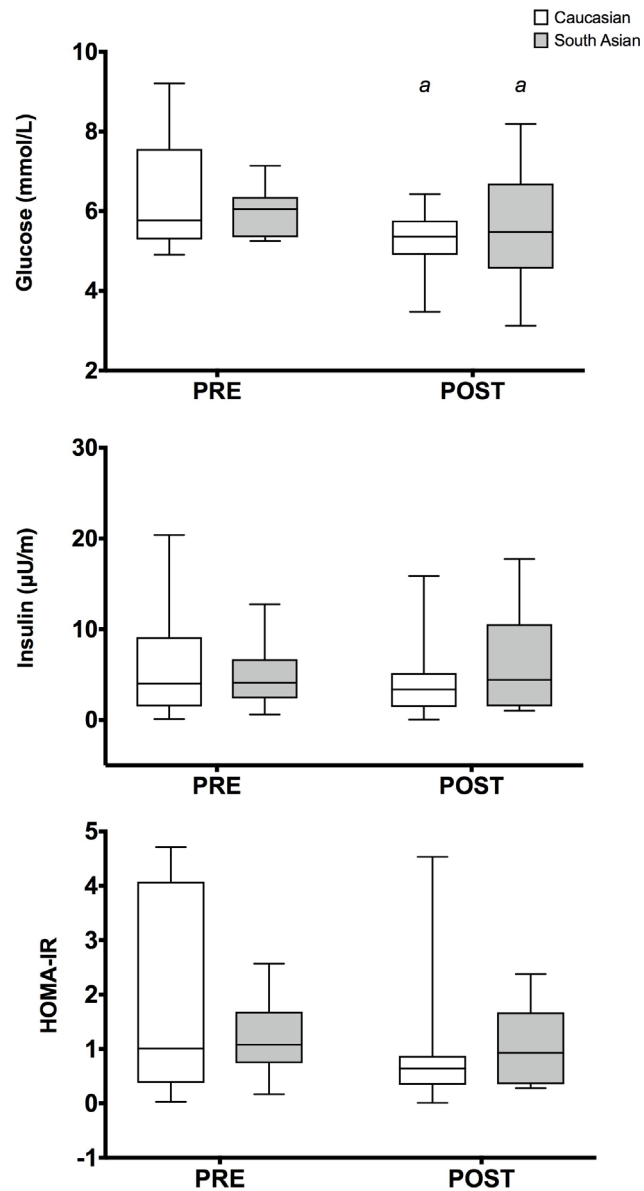 Caucasian
South Asian
10
a a
8
Glucose (mmol/L)
6
4
2
PRE POST
30
20
Insulin (µU/m)
10
0
PRE POST
5
4
3
HOMA-IR
2
1
0
-1
PRE POST